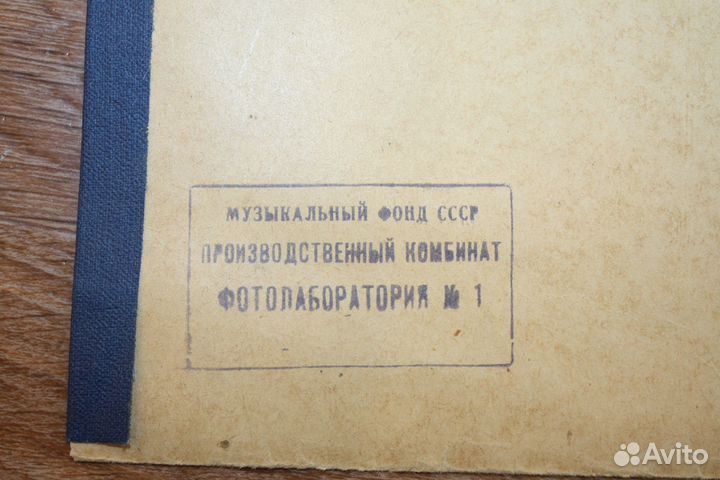 МУЗЫКАЛЬНЫЙ ФОНД СССР
ПРОИЗВОДСТВЕННЫЙ КОМБИНАТ
ФОТОЛАБОРАТОРИЯ № 1
Avito